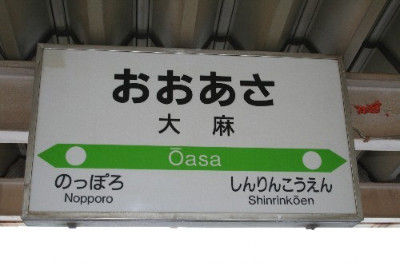 おおあさ
大麻
Ōasa
のっぽろ しんりんこうえん
Nopporo Shinrinkōen